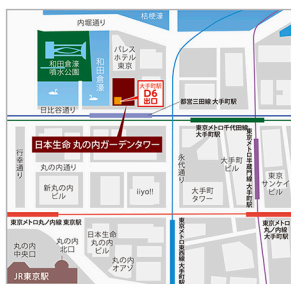 内堀通り
桔梗濠
和田倉
噴水公園
和田倉濠
パレス
ホテル
東京
大手町駅
D6
出口
日比谷通り
都営三田線 大手町駅
東京メトロ千代田線
大手町駅
日本生命 丸の内ガーデンタワー
行幸通り
丸の内通り
新丸の内
ビル
iiyo!!
永代通り
大手町
ビル
大手町
タワー
東京メトロ半蔵門線 大手町駅
東京
サンケイ
ビル
東京メトロ丸ノ内線 東京駅
東京メトロ東西線 大手町駅
東京メトロ
丸ノ内線
大手町駅
丸の内
中央口
丸の内
北口
日本生命
丸の内
ビル
丸の内
オアゾ
JR東京駅